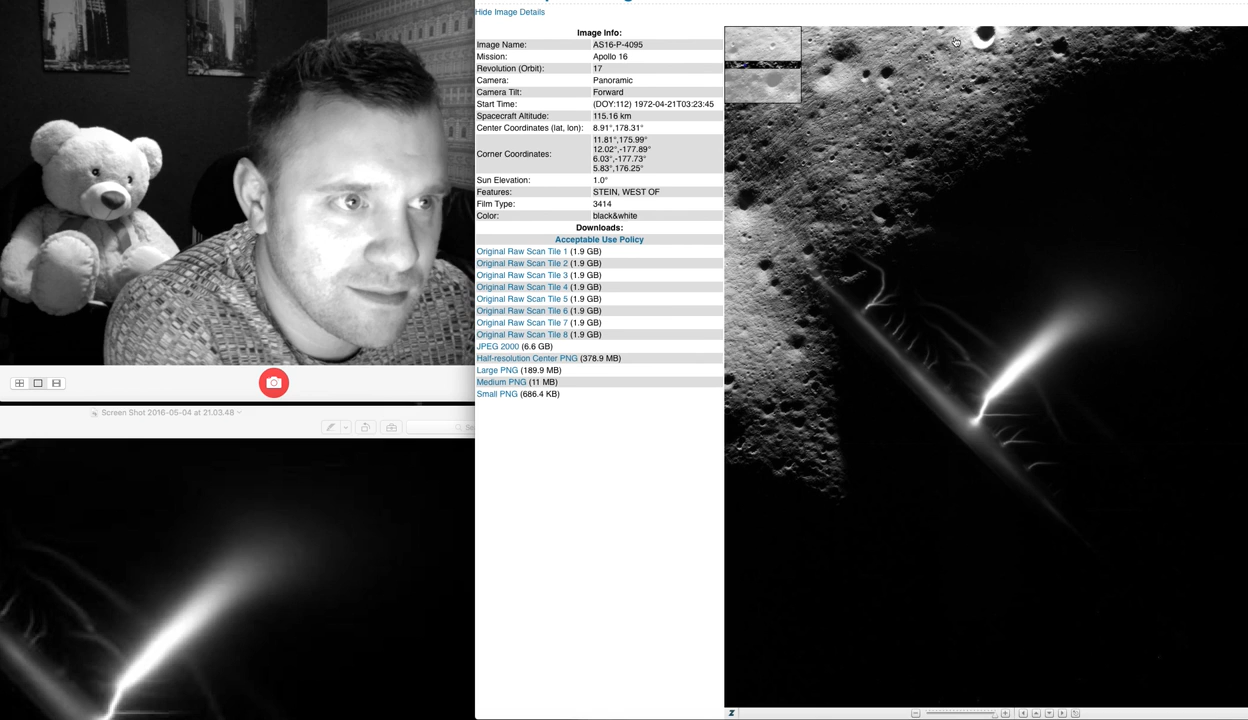 Hide Image Details
Image Info:
Image Name: AS16-P-4095
Mission: Apollo 16
Revolution (Orbit): 17
Camera: Panoramic
Camera Tilt: Forward
Start Time: (DOY:112) 1972-04-21T03:23:45
Spacecraft Altitude: 115.16 km
Center Coordinates (lat, lon): 8.91°,178.31°
Corner Coordinates: 11.81°,175.99°
12.02°,-177.89°
6.03°,-177.73°
5.83°,176.25°
Sun Elevation: 1.0°
Features: STEIN, WEST OF
Film Type: 3414
Color: black&white
Downloads:
Acceptable Use Policy
Original Raw Scan Tile 1 (1.9 GB)
Original Raw Scan Tile 2 (1.9 GB)
Original Raw Scan Tile 3 (1.9 GB)
Original Raw Scan Tile 4 (1.9 GB)
Original Raw Scan Tile 5 (1.9 GB)
Original Raw Scan Tile 6 (1.9 GB)
Original Raw Scan Tile 7 (1.9 GB)
Original Raw Scan Tile 8 (1.9 GB)
JPEG 2000 (6.6 GB)
Half-resolution Center PNG (378.9 MB)
Large PNG (189.9 MB)
Medium PNG (11 MB)
Small PNG (686.4 KB)
Screen Shot 2016-05-04 at 21.03.48
Se
Z